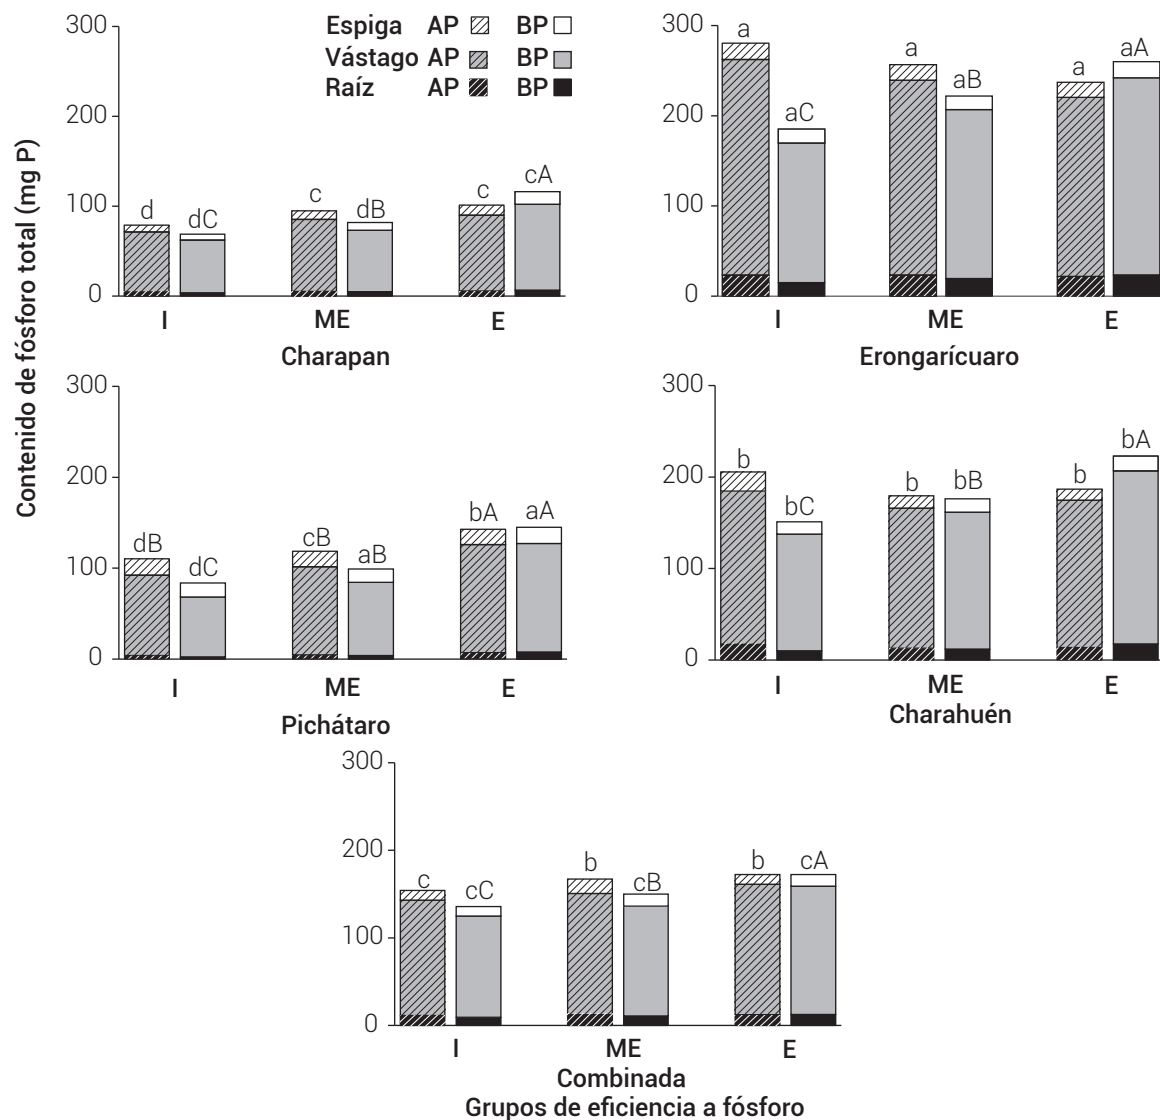 Contenido de fósforo total (mg P)
Espiga AP BP
Vástago AP BP
Raíz AP BP
300
200
100
0
d dC c dB c cA
I ME E
Charapan
300
200
100
0
a aC a aB a aA
I ME E
Erongarícuaro
300
200
100
0
dB dC cB aB bA aA
I ME E
Pichátaro
300
200
100
0
b bC b bB b bA
I ME E
Charahuén
300
200
100
0
c cC b cB b cA
I ME E
Combinada
Grupos de eficiencia a fósforo